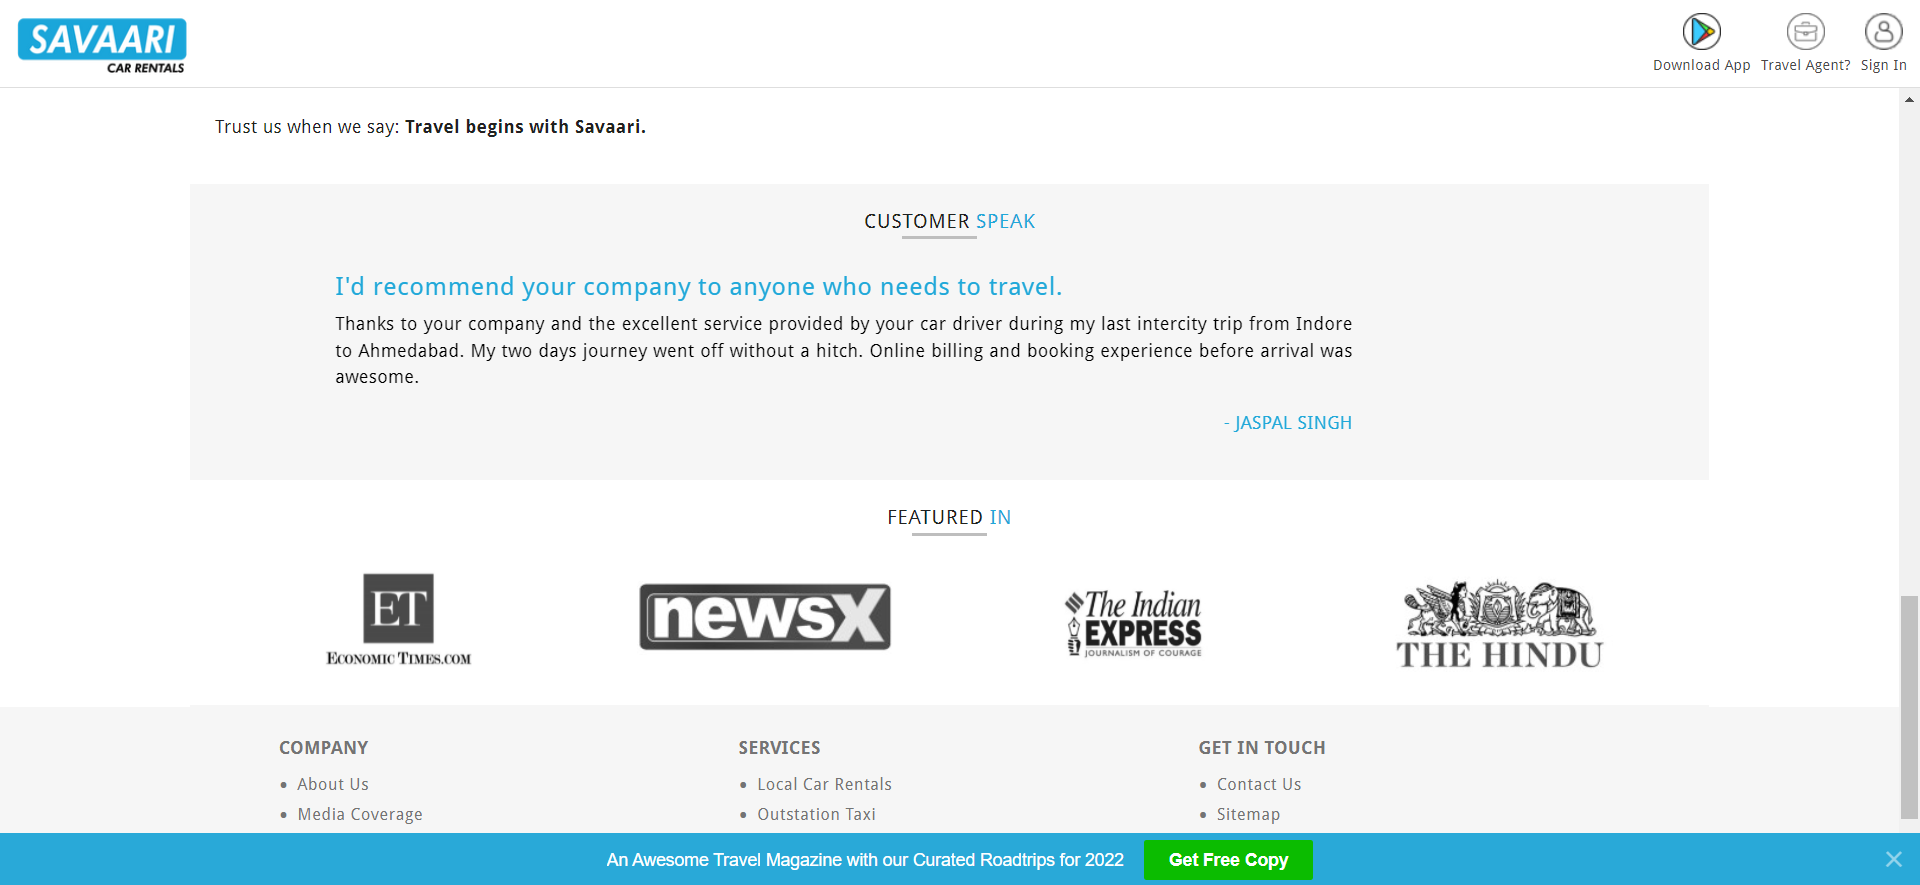 SAVAARI
CAR RENTALS
Download App
Travel Agent?
Sign In
Trust us when we say: Travel begins with Savaari.
CUSTOMER SPEAK
I'd recommend your company to anyone who needs to travel.
Thanks to your company and the excellent service provided by your car driver during my last intercity trip from Indore
to Ahmedabad. My two days journey went off without a hitch. Online billing and booking experience before arrival was
awesome.
- JASPAL SINGH
FEATURED IN
ET
ECONOMIC TIMES.COM
newsX
The Indian
EXPRESS
JOURNALISM OF COURAGE
THE HINDU
COMPANY
• About Us
• Media Coverage
SERVICES
• Local Car Rentals
• Outstation Taxi
GET IN TOUCH
• Contact Us
• Sitemap
An Awesome Travel Magazine with our Curated Roadtrips for 2022
Get Free Copy